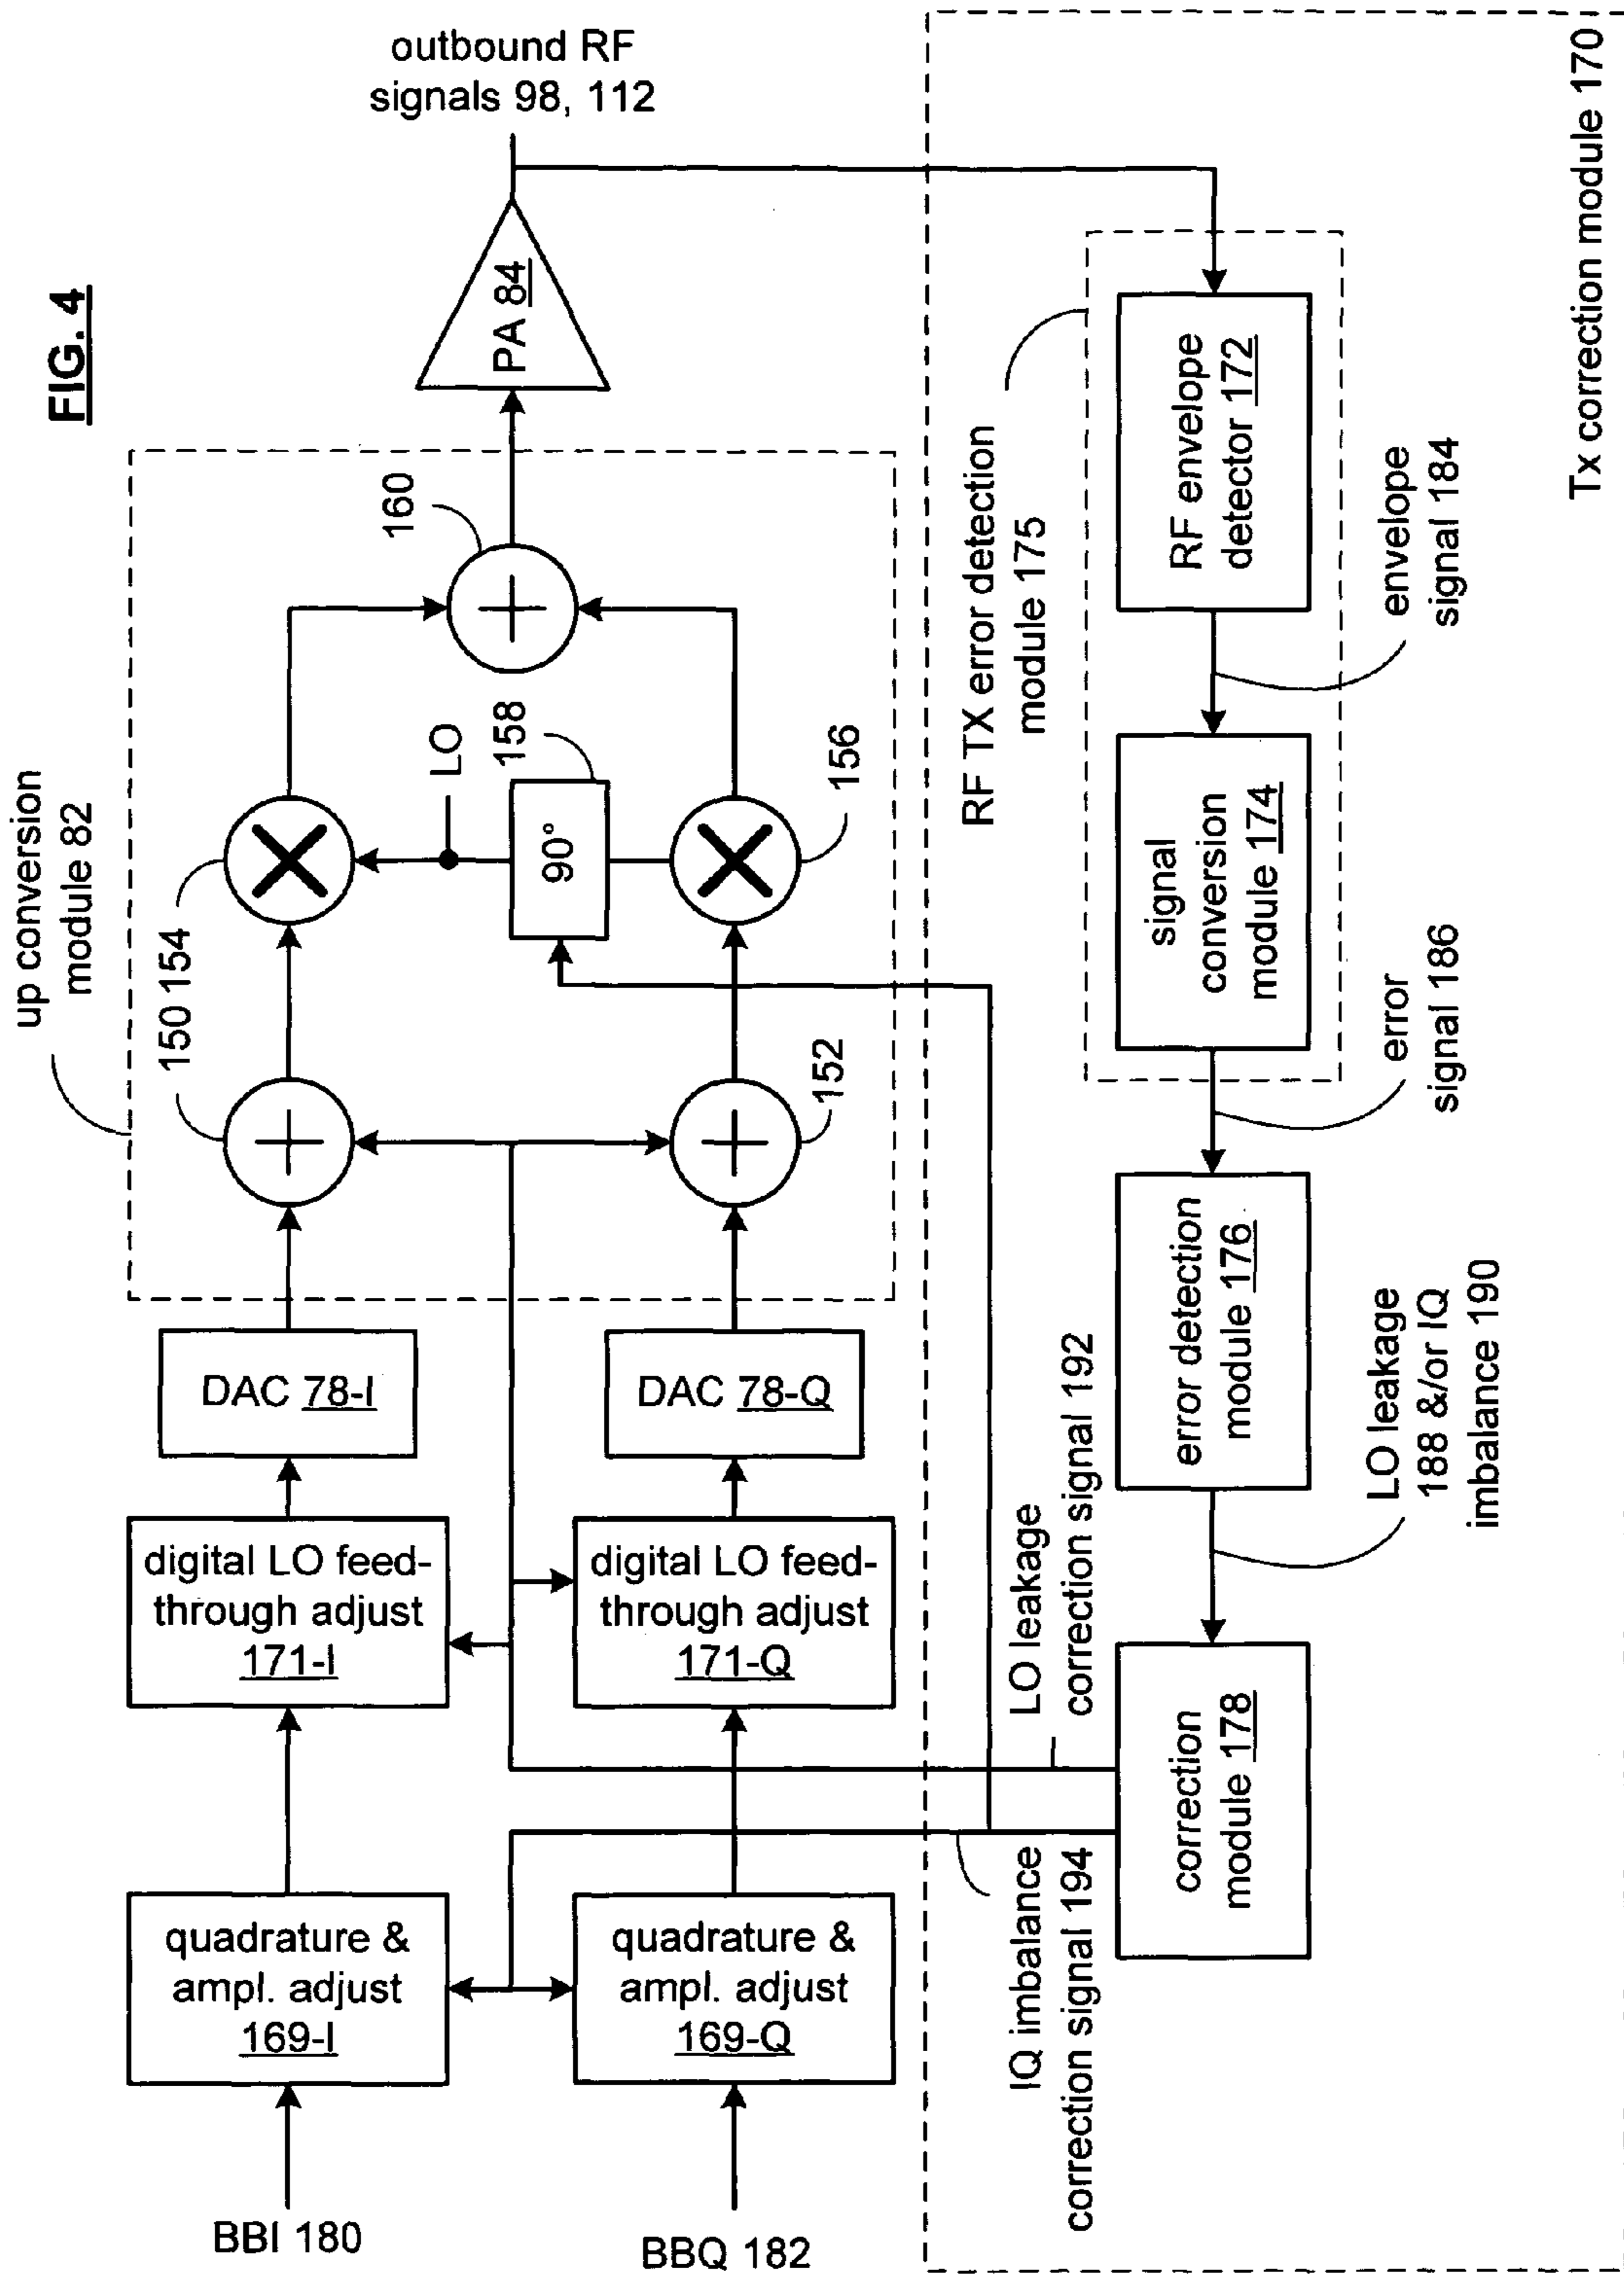 FIG. 4
up conversion
module 82
150
154
160
LO
158
90°
156
152
PA 84
outbound RF
signals 98, 112
BBI 180
quadrature &
ampl. adjust
169-I
digital LO feed-
through adjust
171-I
DAC 78-I
BBQ 182
quadrature &
ampl. adjust
169-Q
digital LO feed-
through adjust
171-Q
DAC 78-Q
IQ imbalance
correction signal 194
LO leakage
correction signal 192
RF TX error detection
module 175
correction
module 178
error detection
module 176
signal
conversion
module 174
RF envelope
detector 172
LO leakage
188 &/or IQ
imbalance 190
error
signal 186
envelope
signal 184
Tx correction module 170